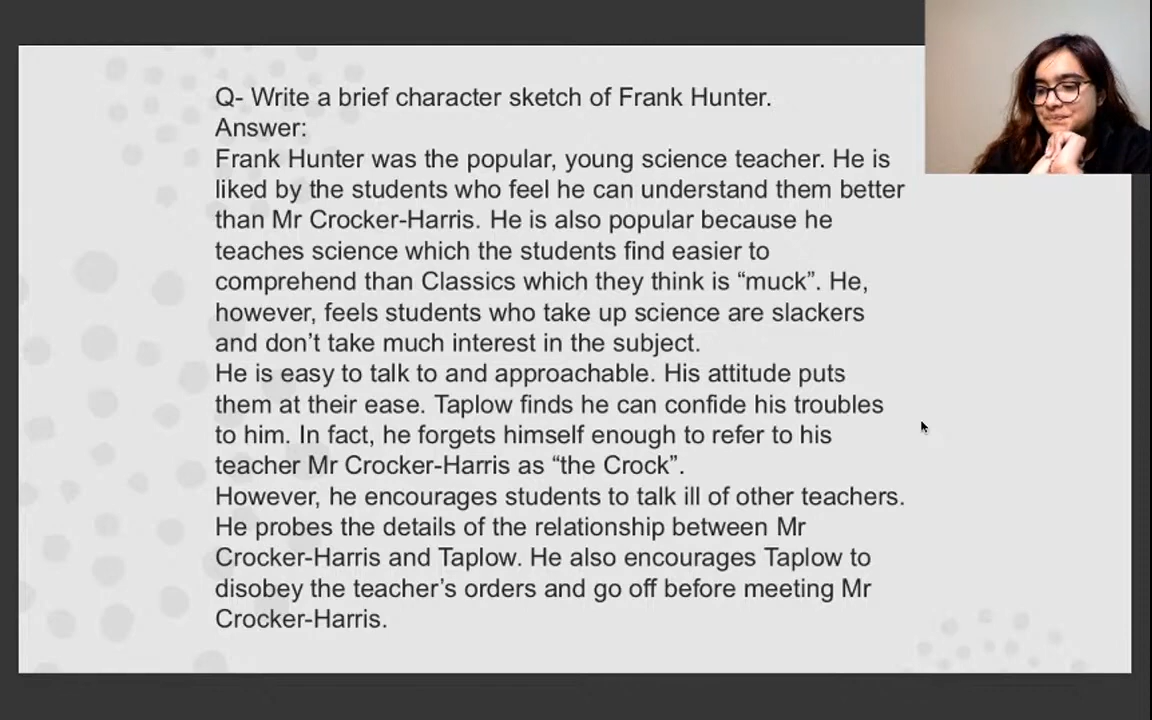 Q- Write a brief character sketch of Frank Hunter.
Answer:
Frank Hunter was the popular, young science teacher. He is
liked by the students who feel he can understand them better
than Mr Crocker-Harris. He is also popular because he
teaches science which the students find easier to
comprehend than Classics which they think is “muck”. He,
however, feels students who take up science are slackers
and don’t take much interest in the subject.
He is easy to talk to and approachable. His attitude puts
them at their ease. Taplow finds he can confide his troubles
to him. In fact, he forgets himself enough to refer to his
teacher Mr Crocker-Harris as “the Crock”.
However, he encourages students to talk ill of other teachers.
He probes the details of the relationship between Mr
Crocker-Harris and Taplow. He also encourages Taplow to
disobey the teacher’s orders and go off before meeting Mr
Crocker-Harris.